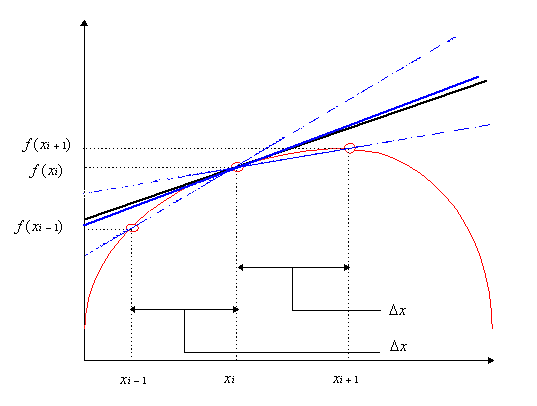 f(xi+1)
f(xi)
f(xi−1)
Δx
Δx
xi−1 xi xi+1